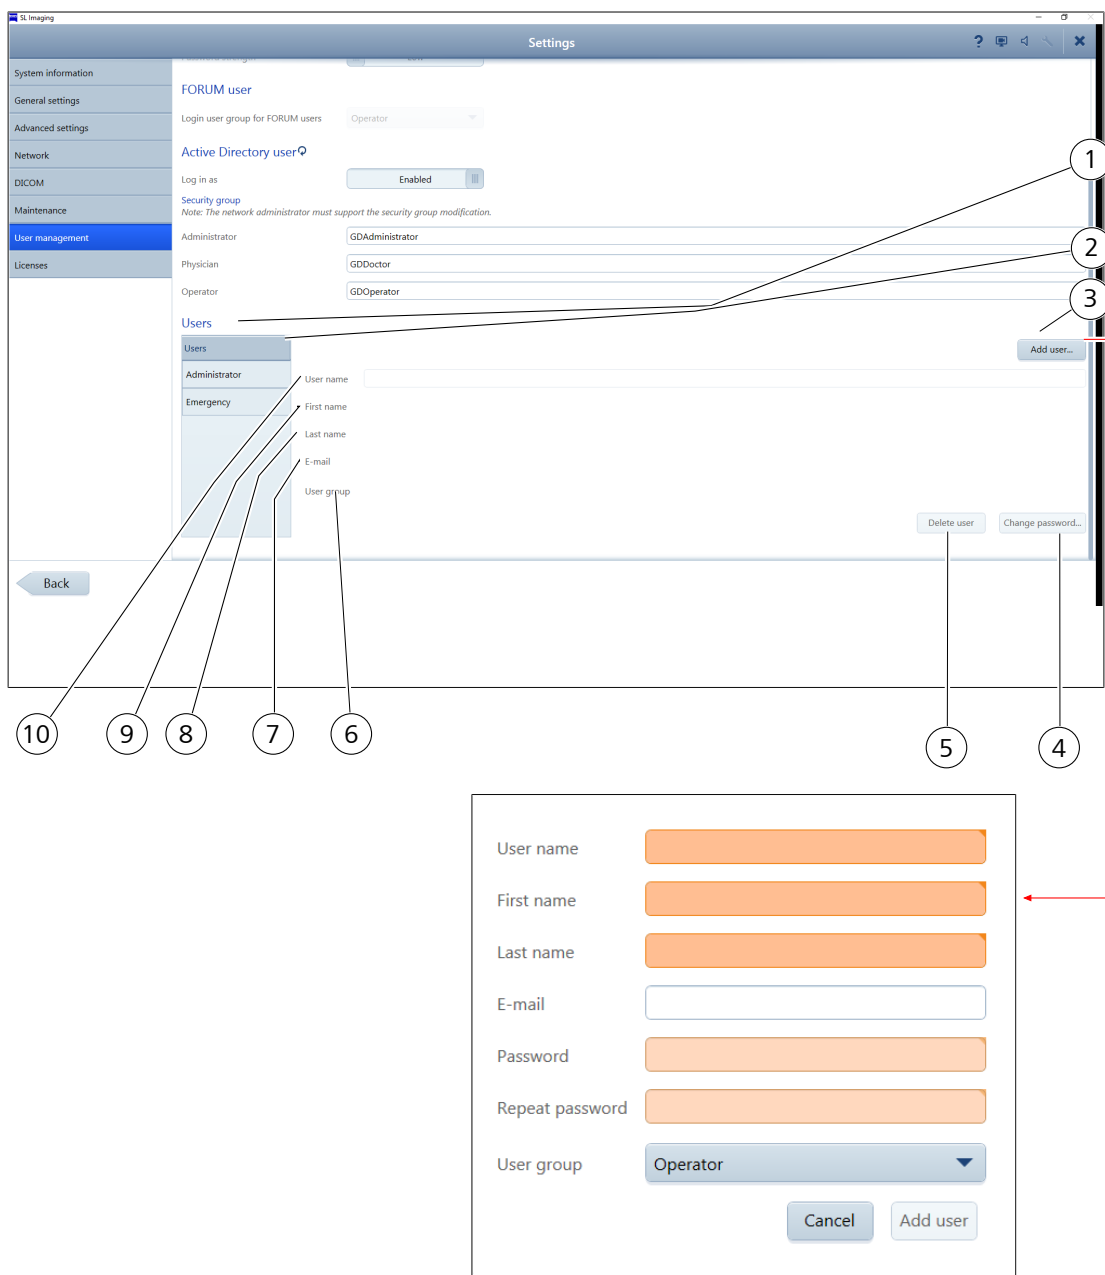 SL Imaging
Settings
?
System information
General settings
Advanced settings
Network
DICOM
Maintenance
User management
Licenses
FORUM user
Login user group for FORUM users Operator
Active Directory user
Log in as Enabled
Security group
Note: The network administrator must support the security group modification.
Administrator GDAdministrator
Physician GDDoctor
Operator GDOperator
Users
Users
Administrator
Emergency
Add user...
User name
First name
Last name
E-mail
User group
Delete user Change password...
Back
1
2
3
10 9 8 7 6 5 4
User name
First name
Last name
E-mail
Password
Repeat password
User group Operator
Cancel Add user